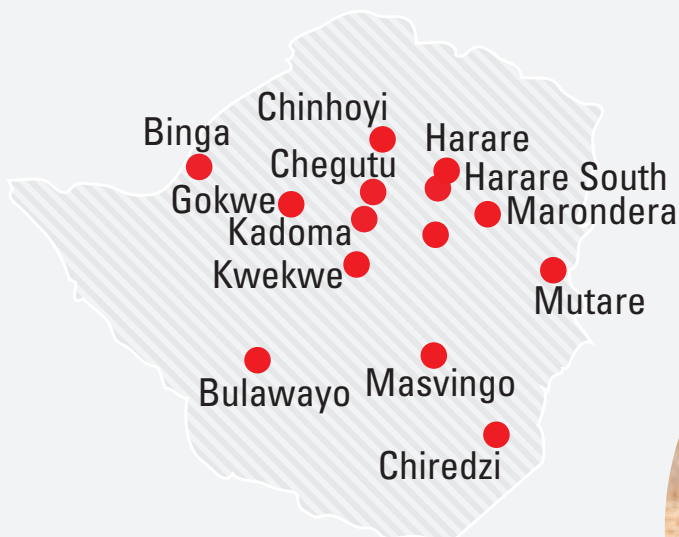 Chinhoyi
Binga
Harare
Chegutu
Harare South
Gokwe
Marondera
Kadoma
Kwekwe
Mutare
Masvingo
Bulawayo
Chiredzi